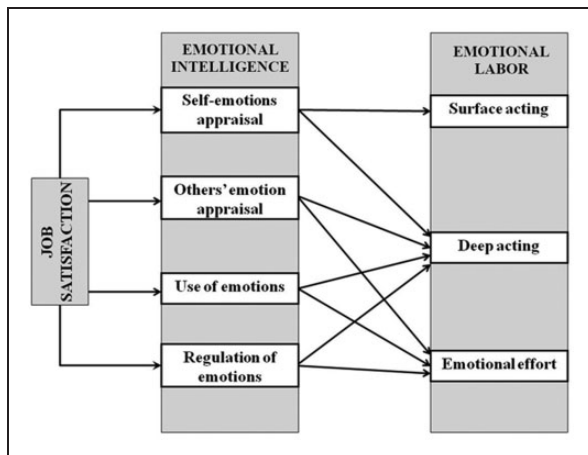 EMOTIONAL
INTELLIGENCE
EMOTIONAL
LABOR
Self-emotions
appraisal
Surface acting
Others' emotion
appraisal
JOB
SATISFACTION
Deep acting
Use of emotions
Regulation of
emotions
Emotional effort